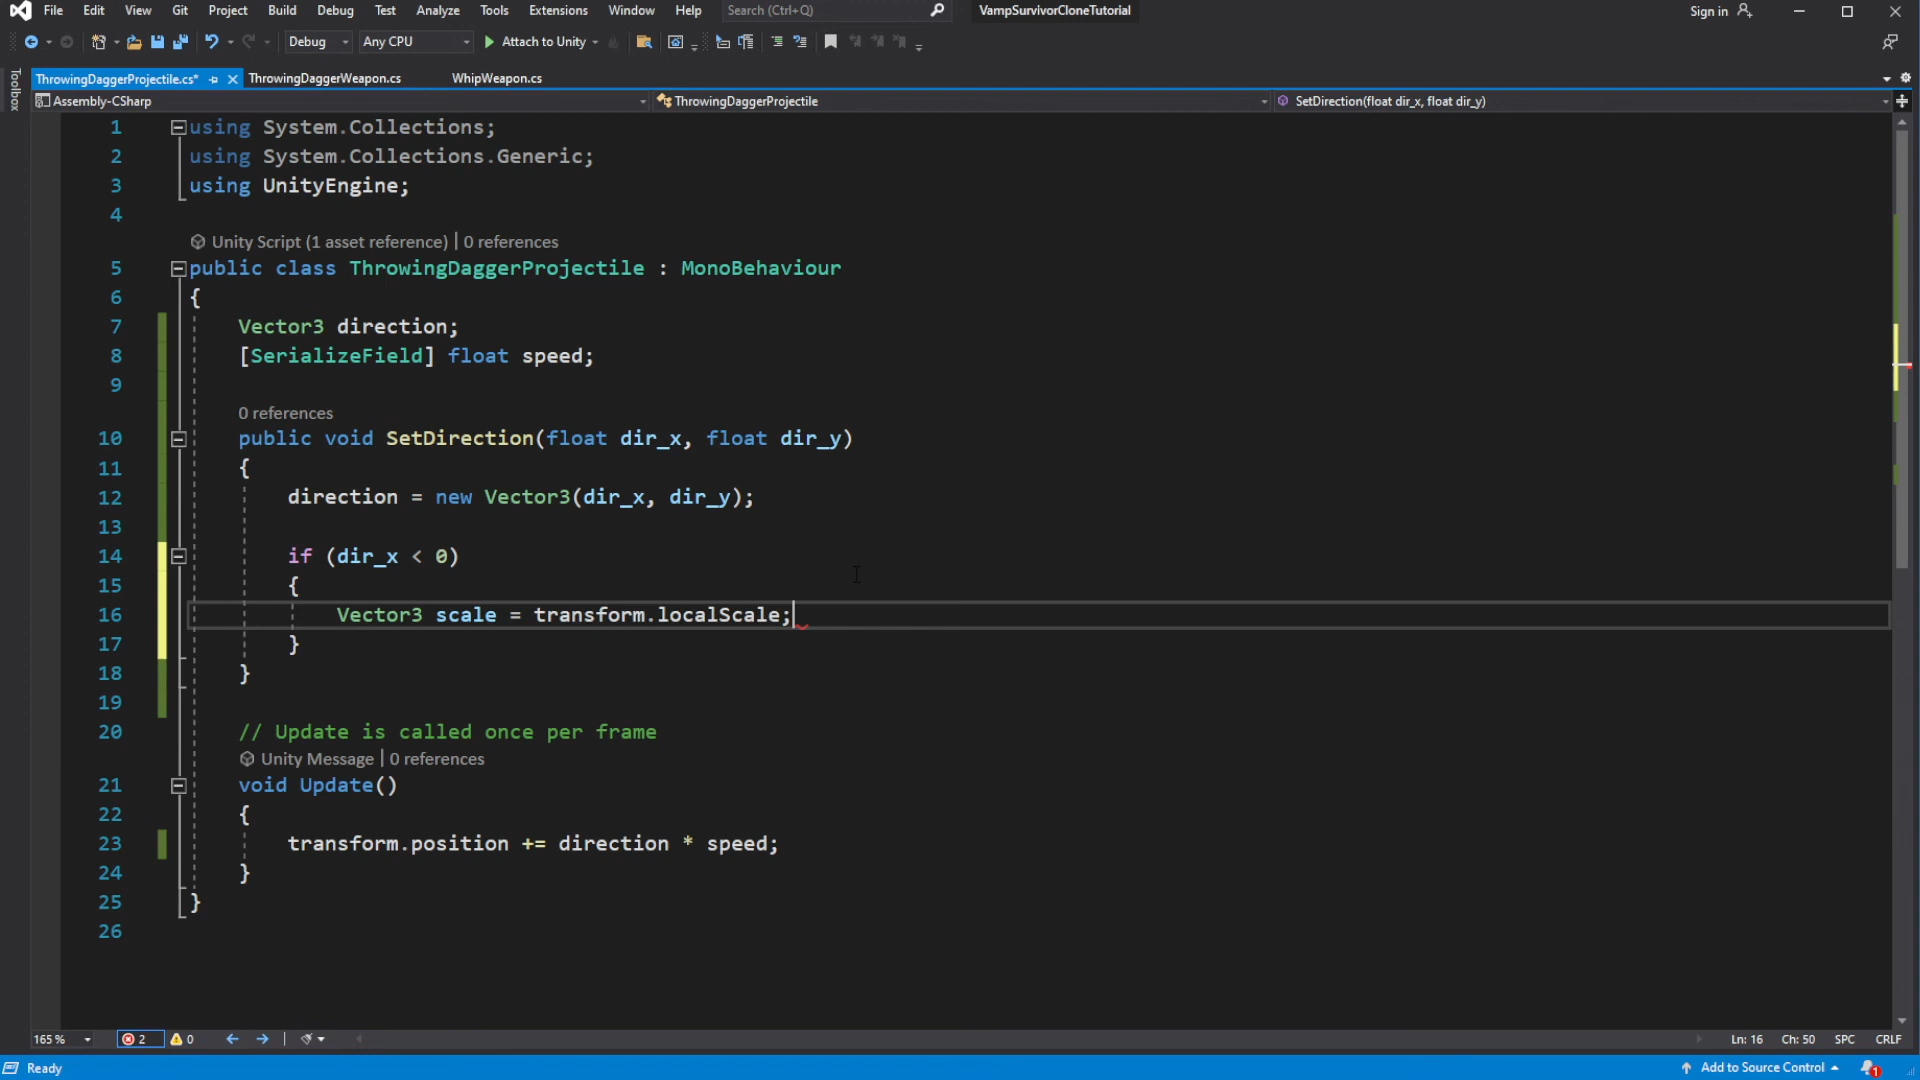 File Edit View Git Project Build Debug Test Analyze Tools Extensions Window Help Search (Ctrl+Q) VampSurvivorCloneTutorial Sign in
Debug Any CPU Attach to Unity
Toolbox
ThrowingDaggerProjectile.cs* ThrowingDaggerWeapon.cs WhipWeapon.cs
Assembly-CSharp ThrowingDaggerProjectile SetDirection(float dir_x, float dir_y)
1 using System.Collections;
2 using System.Collections.Generic;
3 using UnityEngine;
4
Unity Script (1 asset reference) | 0 references
5 public class ThrowingDaggerProjectile : MonoBehaviour
6 {
7 Vector3 direction;
8 [SerializeField] float speed;
9
0 references
10 public void SetDirection(float dir_x, float dir_y)
11 {
12 direction = new Vector3(dir_x, dir_y);
13
14 if (dir_x < 0)
15 {
16 Vector3 scale = transform.localScale;
17 }
18 }
19
20 // Update is called once per frame
Unity Message | 0 references
21 void Update()
22 {
23 transform.position += direction * speed;
24 }
25 }
26
165 % 2 0 Ln: 16 Ch: 50 SPC CRLF
Ready Add to Source Control 1